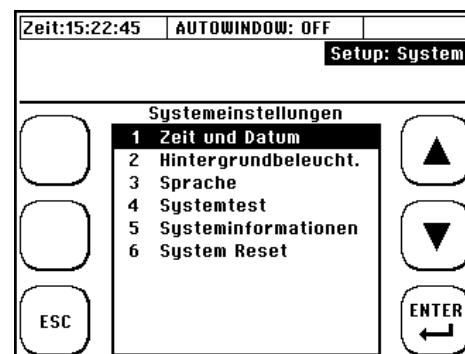 Zeit:15:22:45 AUTOWINDOW: OFF
Setup: System
Systemeinstellungen
1 Zeit und Datum
2 Hintergrundbeleucht.
3 Sprache
4 Systemtest
5 Systeminformationen
6 System Reset
ESC
ENTER